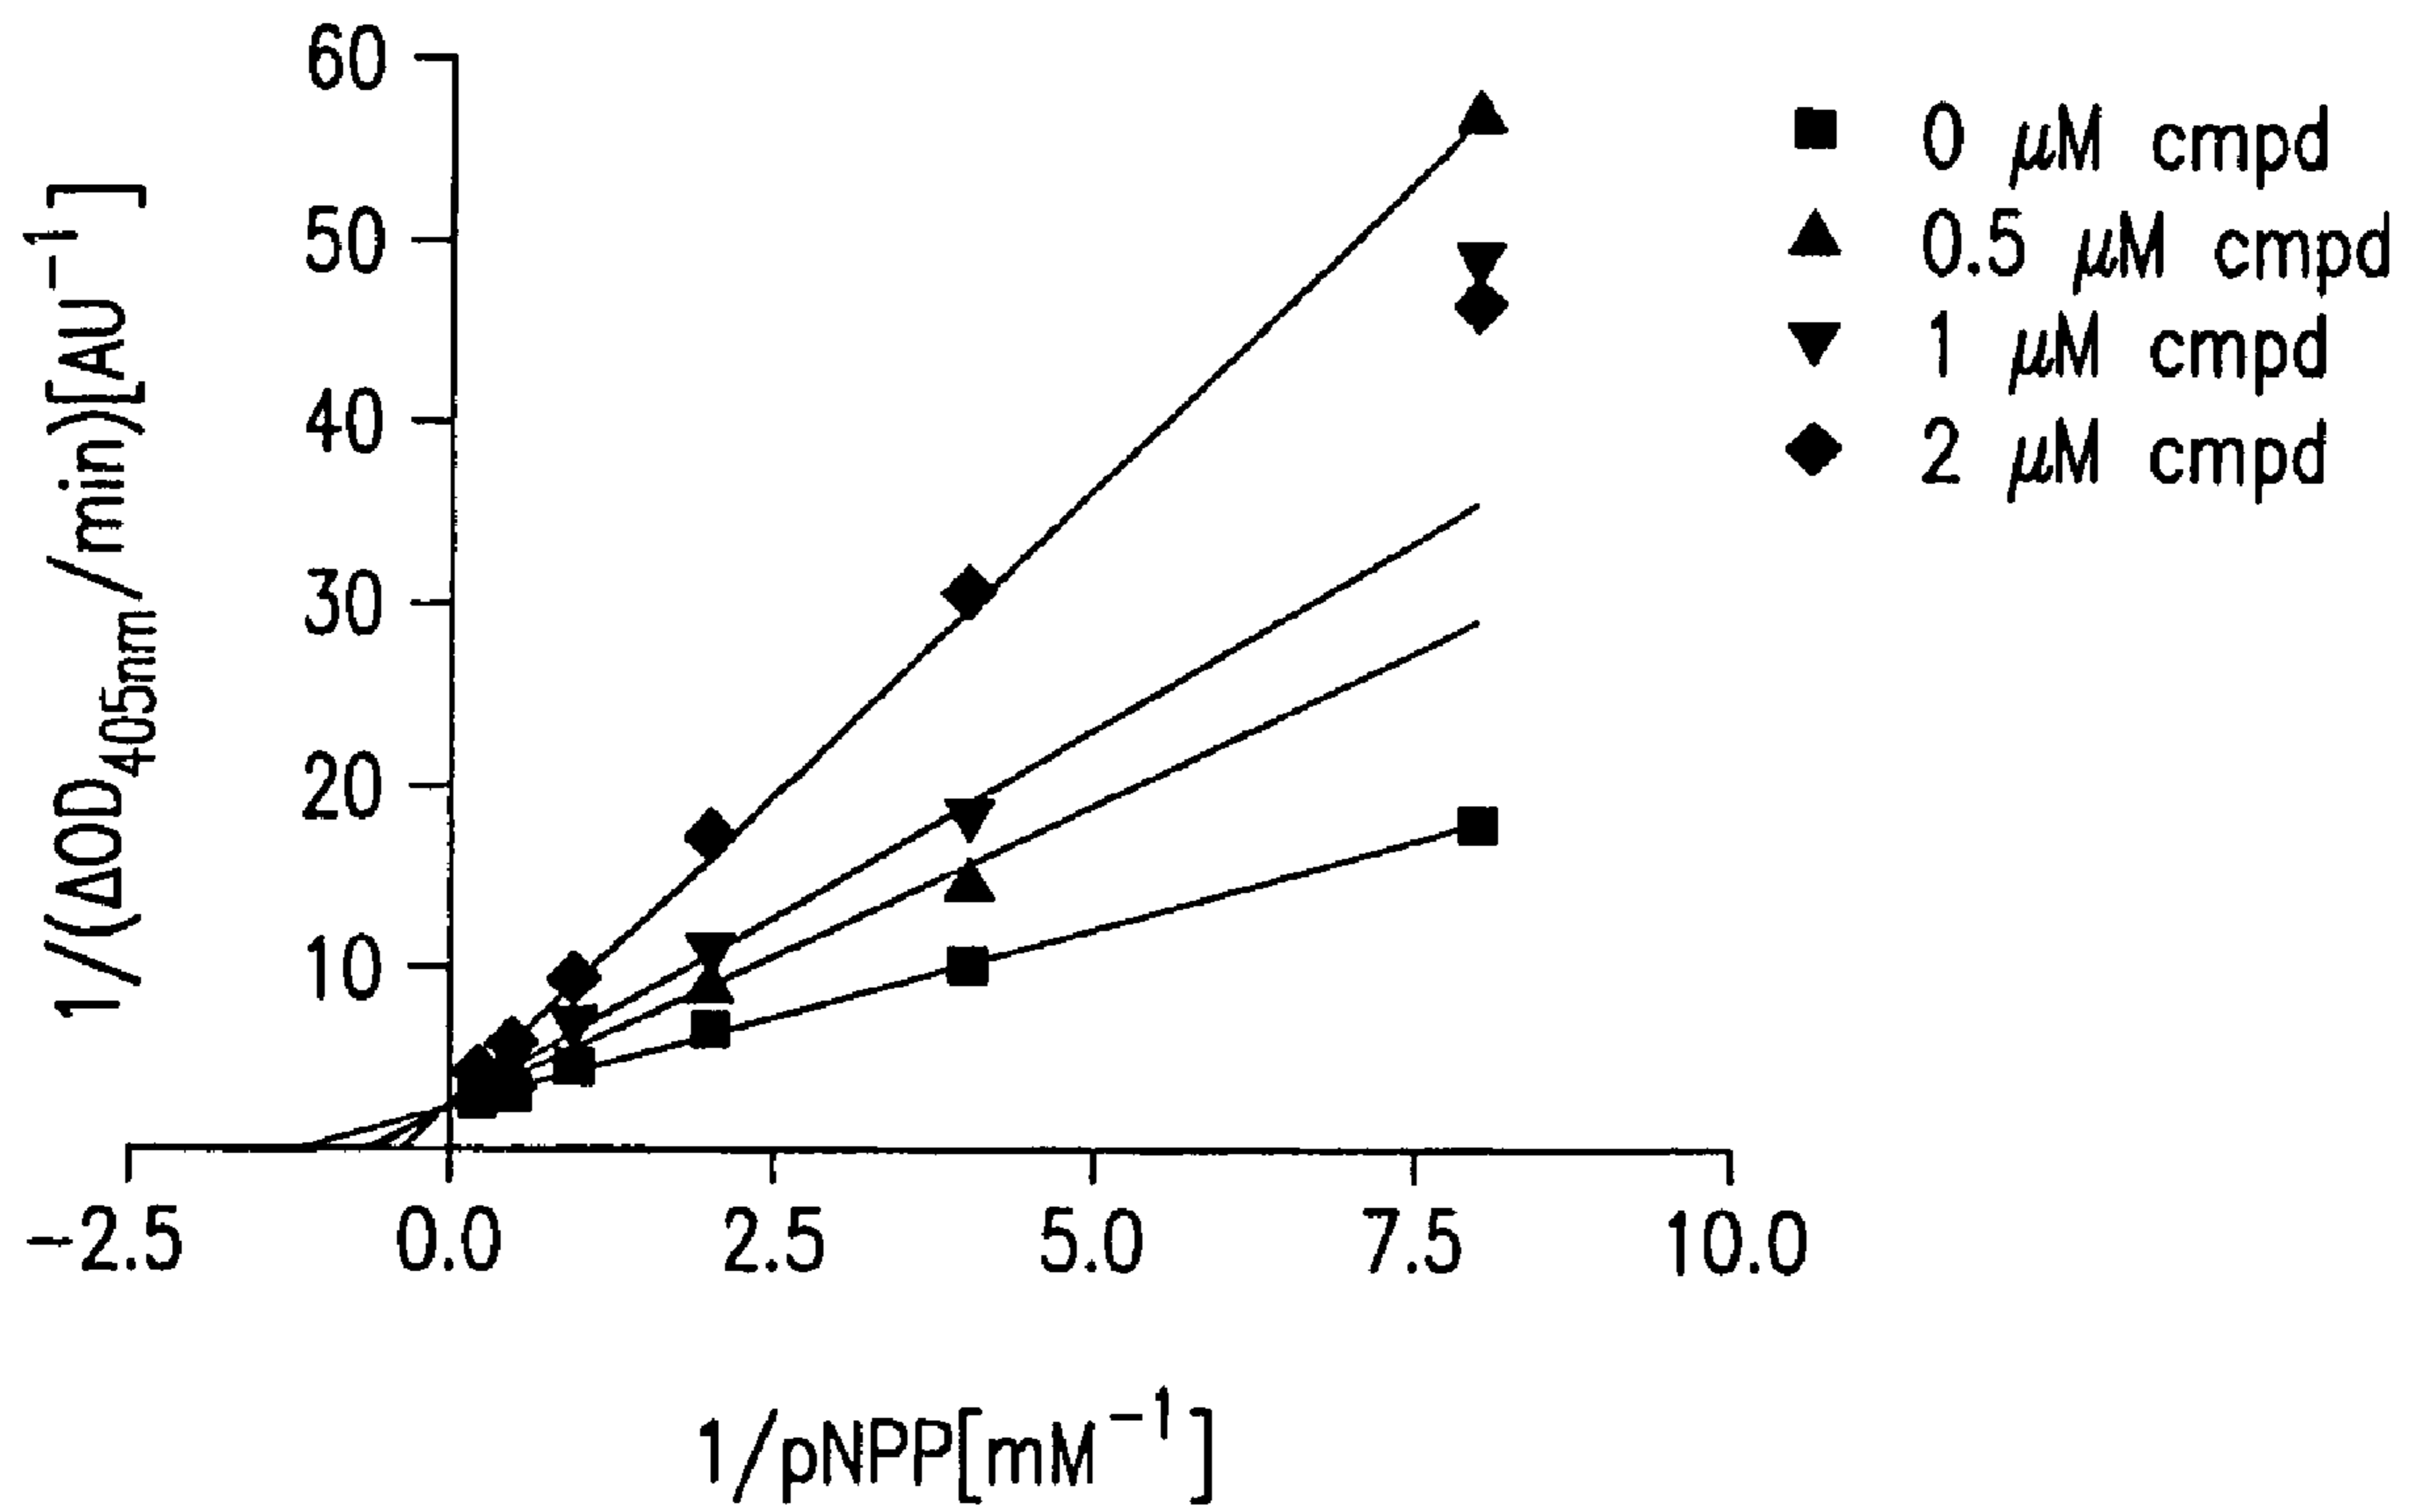 1/(ΔOD405nm/min)[AU⁻¹]
60
50
40
30
20
10
-2.5
0.0
2.5
5.0
7.5
10.0
1/pNPP[mM⁻¹]
0 μM cmpd
0.5 μM cmpd
1 μM cmpd
2 μM cmpd